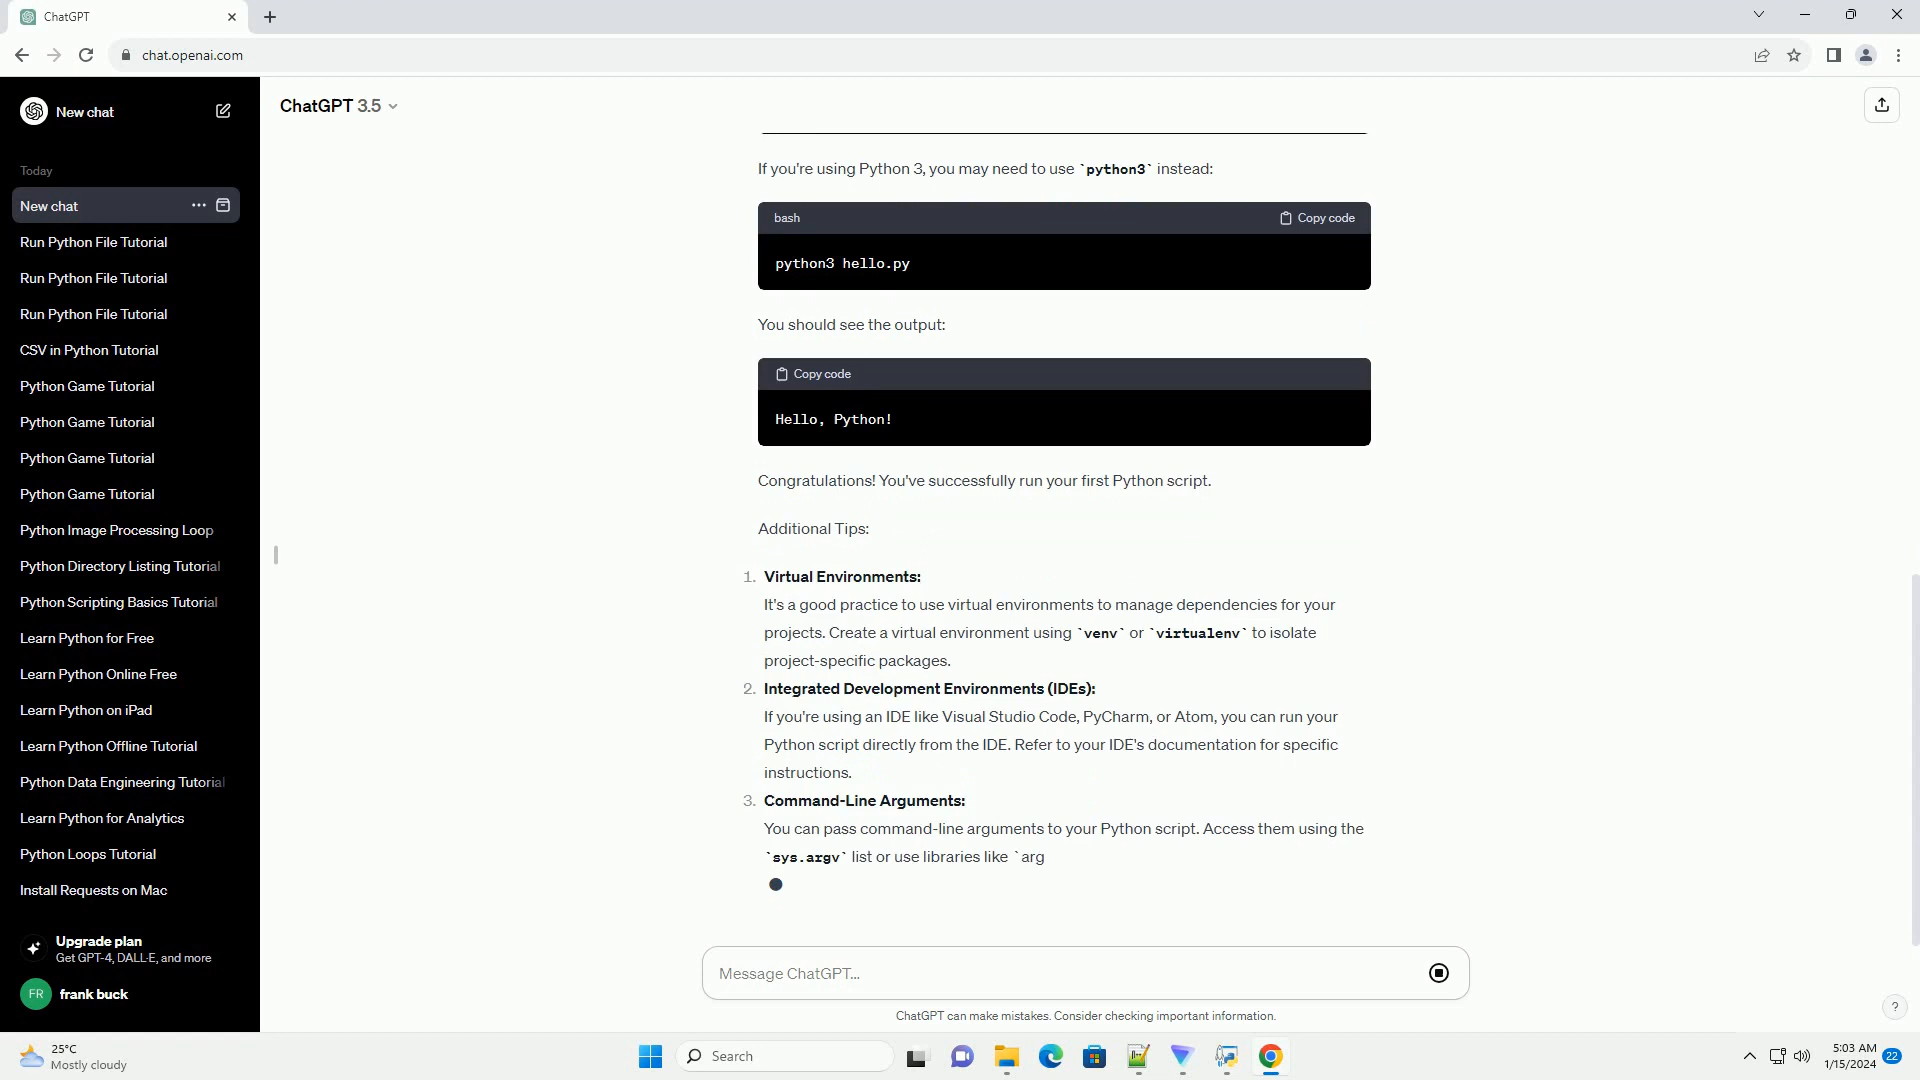 ChatGPT
chat.openai.com
New chat
Today
New chat
Run Python File Tutorial
Run Python File Tutorial
Run Python File Tutorial
CSV in Python Tutorial
Python Game Tutorial
Python Game Tutorial
Python Game Tutorial
Python Game Tutorial
Python Image Processing Loop
Python Directory Listing Tutorial
Python Scripting Basics Tutorial
Learn Python for Free
Learn Python Online Free
Learn Python on iPad
Learn Python Offline Tutorial
Python Data Engineering Tutorial
Learn Python for Analytics
Python Loops Tutorial
Install Requests on Mac
Upgrade plan
Get GPT-4, DALL·E, and more
FR frank buck
ChatGPT 3.5
If you're using Python 3, you may need to use `python3` instead:
bash Copy code
python3 hello.py
You should see the output:
Copy code
Hello, Python!
Congratulations! You've successfully run your first Python script.
Additional Tips:
1. Virtual Environments:
It's a good practice to use virtual environments to manage dependencies for your
projects. Create a virtual environment using `venv` or `virtualenv` to isolate
project-specific packages.
2. Integrated Development Environments (IDEs):
If you're using an IDE like Visual Studio Code, PyCharm, or Atom, you can run your
Python script directly from the IDE. Refer to your IDE's documentation for specific
instructions.
3. Command-Line Arguments:
You can pass command-line arguments to your Python script. Access them using the
`sys.argv` list or use libraries like `arg
Message ChatGPT...
ChatGPT can make mistakes. Consider checking important information.
?
25°C
Mostly cloudy
Search
5:03 AM
1/15/2024
22